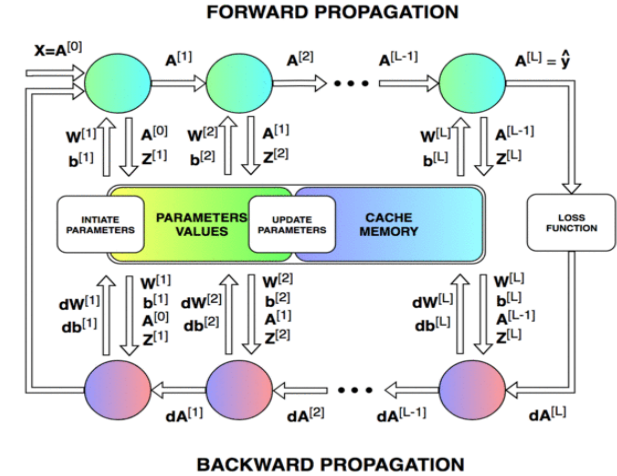 FORWARD PROPAGATION
X=A[0]
A[1]
A[2]
A[L-1]
A[L] = ŷ
W[1]
b[1]
A[0]
Z[1]
W[2]
b[2]
A[1]
Z[2]
W[L]
b[L]
A[L-1]
Z[L]
INTIATE
PARAMETERS
PARAMETERS
VALUES
UPDATE
PARAMETERS
CACHE
MEMORY
LOSS
FUNCTION
dW[1]
db[1]
W[1]
b[1]
A[0]
Z[1]
dW[2]
db[2]
W[2]
b[2]
A[1]
Z[2]
dW[L]
db[L]
W[L]
b[L]
A[L-1]
Z[L]
dA[1]
dA[2]
dA[L-1]
dA[L]
BACKWARD PROPAGATION